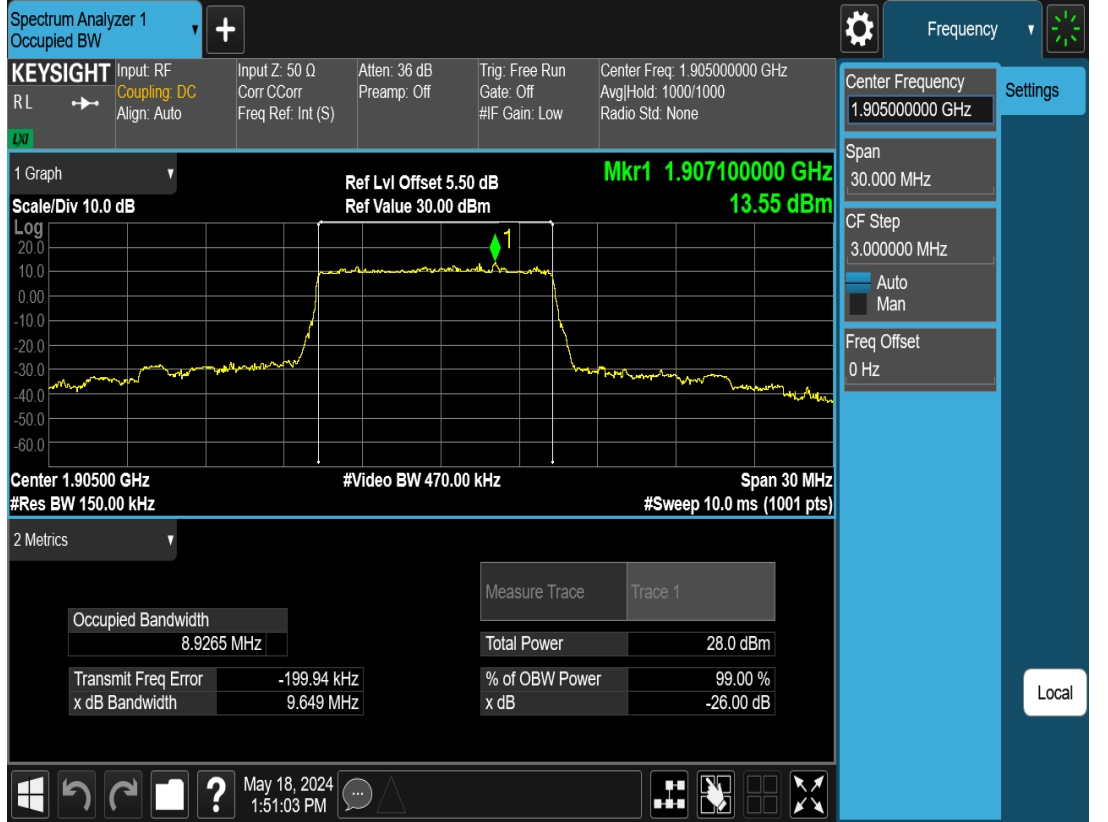 Spectrum Analyzer 1
Occupied BW
+
Frequency
KEYSIGHT
R L
LXI
Input: RF
Coupling: DC
Align: Auto
Input Z: 50 Ω
Corr CCorr
Freq Ref: Int (S)
Atten: 36 dB
Preamp: Off
Trig: Free Run
Gate: Off
#IF Gain: Low
Center Freq: 1.905000000 GHz
Avg|Hold: 1000/1000
Radio Std: None
Center Frequency
1.905000000 GHz
Settings
Span
30.000 MHz
CF Step
3.000000 MHz
Auto
Man
Freq Offset
0 Hz
Local
1 Graph
Scale/Div 10.0 dB
Ref Lvl Offset 5.50 dB
Ref Value 30.00 dBm
Mkr1 1.907100000 GHz
13.55 dBm
Log
1
20.0
10.0
0.00
-10.0
-20.0
-30.0
-40.0
-50.0
-60.0
Center 1.90500 GHz
#Video BW 470.00 kHz
Span 30 MHz
#Res BW 150.00 kHz
#Sweep 10.0 ms (1001 pts)
2 Metrics
Measure Trace
Trace 1
Occupied Bandwidth
8.9265 MHz
Total Power
28.0 dBm
Transmit Freq Error
-199.94 kHz
% of OBW Power
99.00 %
x dB Bandwidth
9.649 MHz
x dB
-26.00 dB
?
May 18, 2024
1:51:03 PM